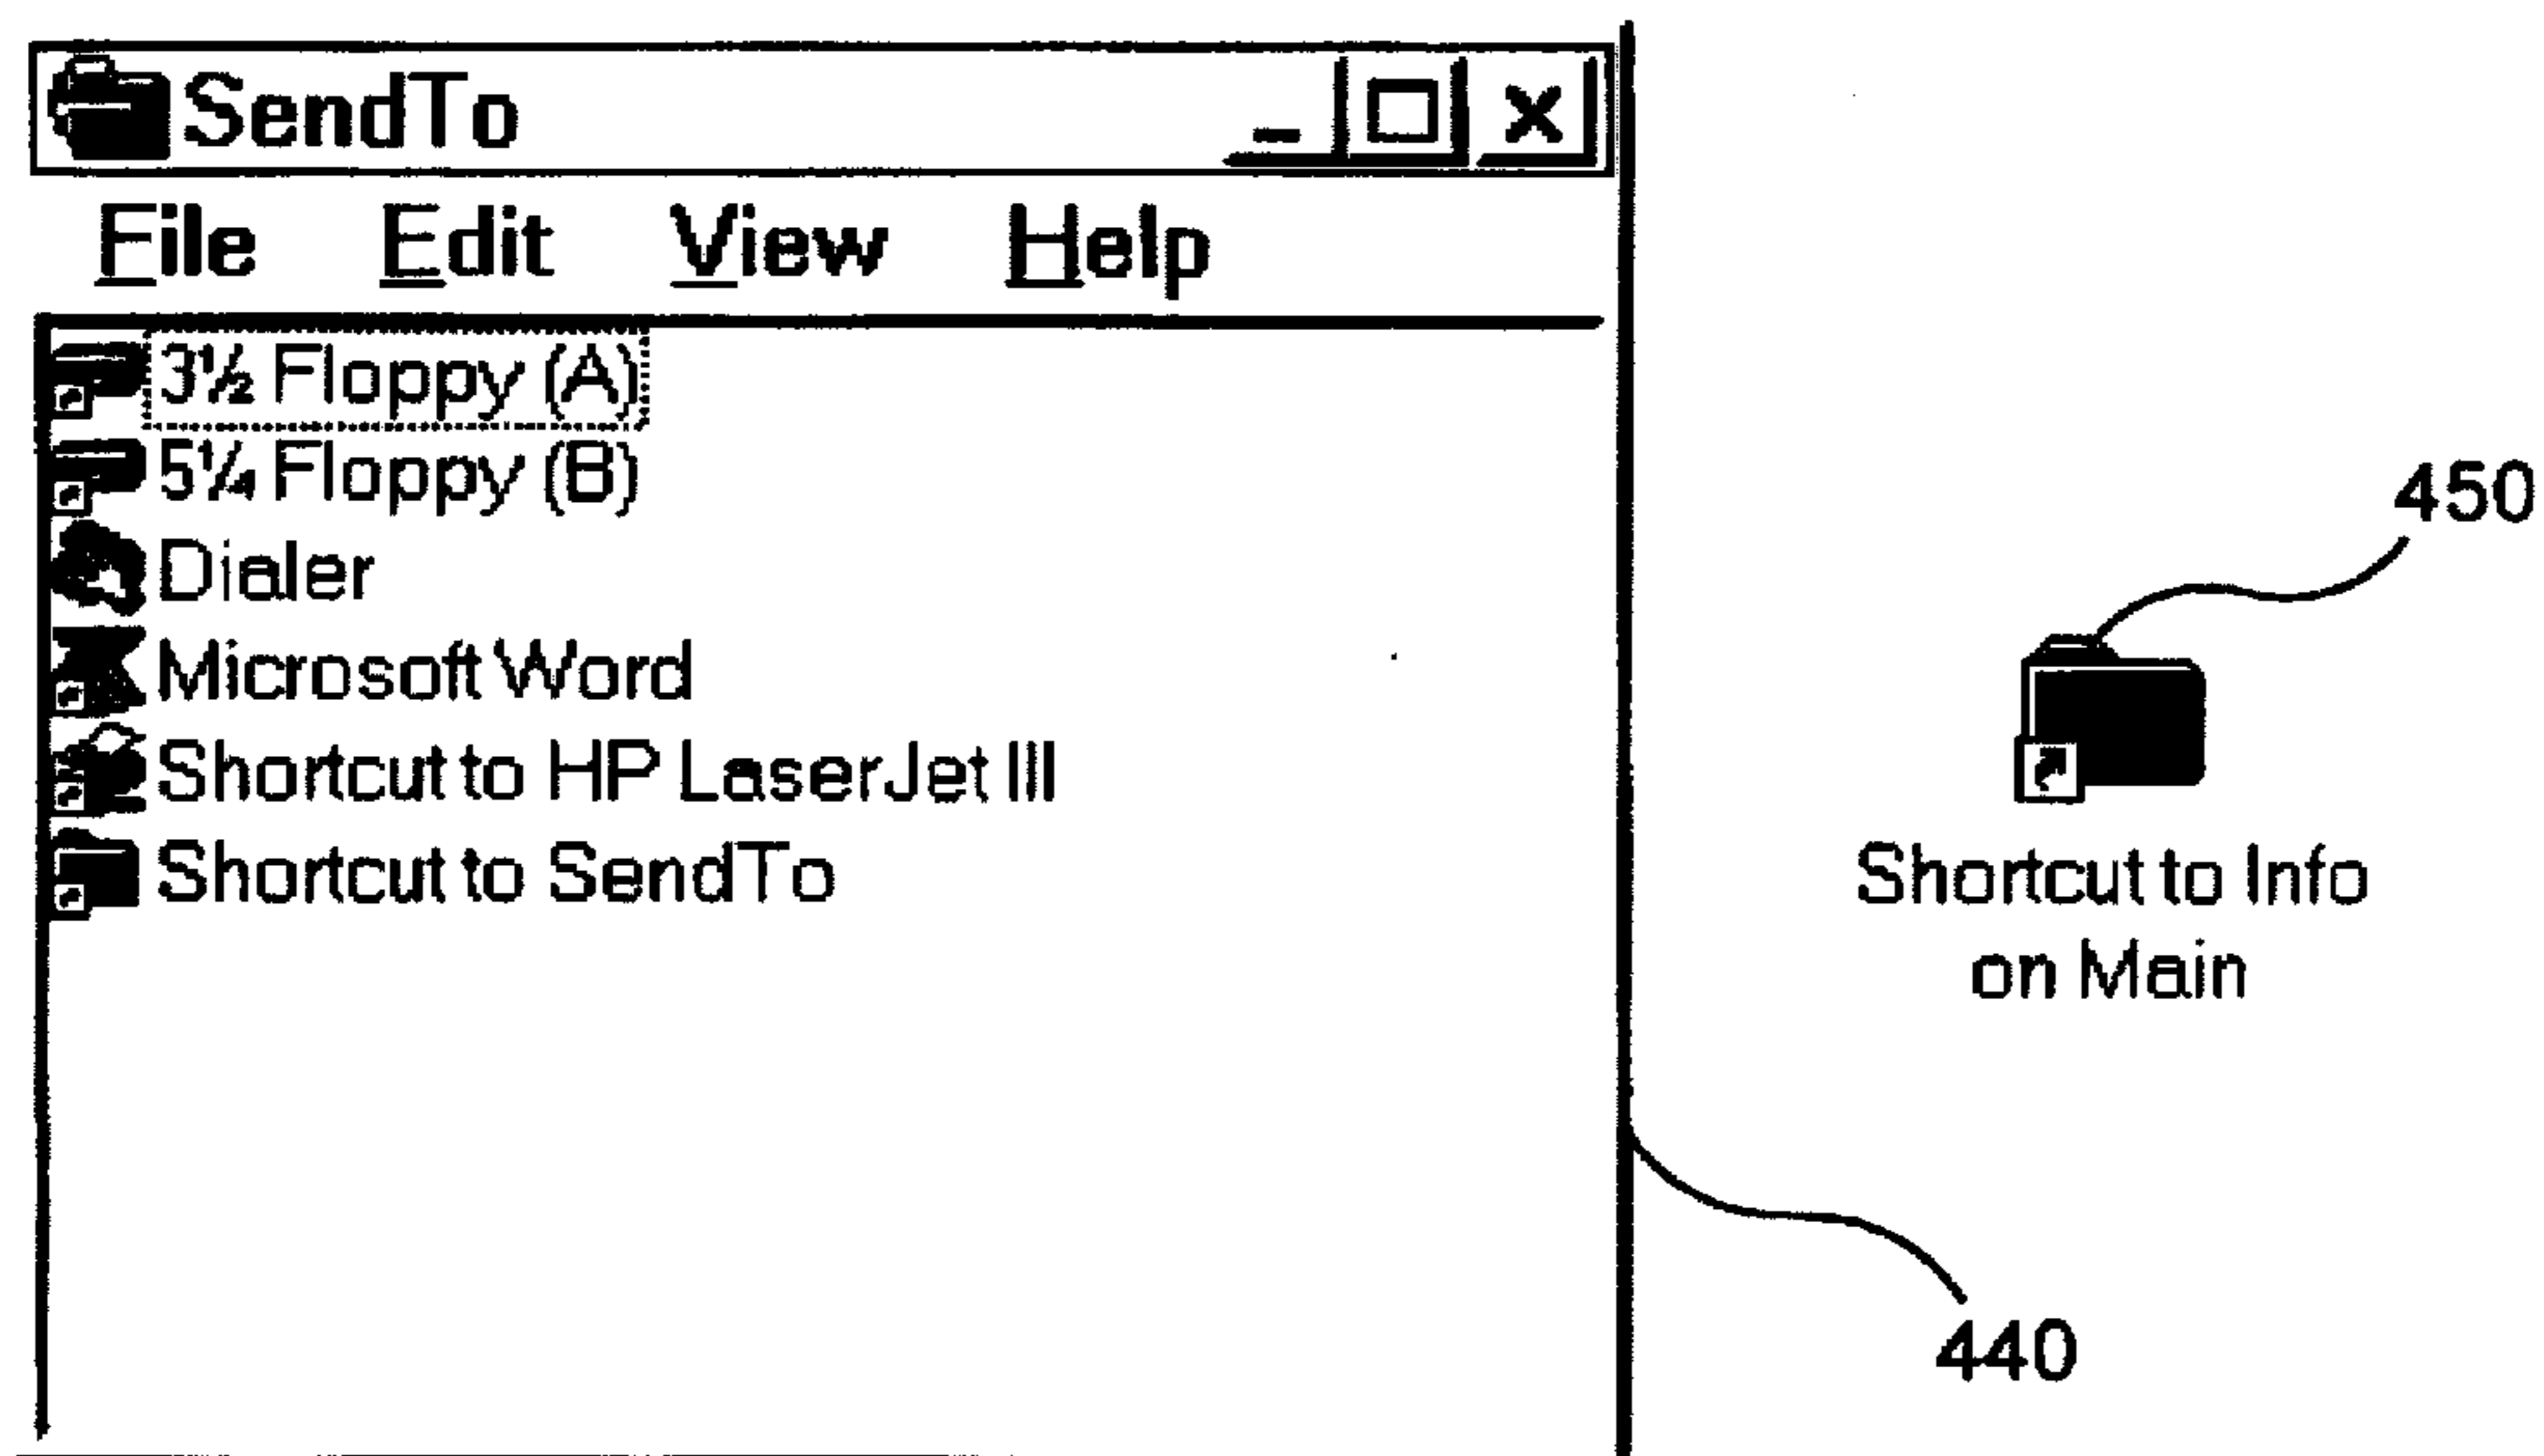 SendTo
File Edit View Help
3½ Floppy (A)
5¼ Floppy (B)
Dialer
Microsoft Word
Shortcut to HP LaserJet III
Shortcut to SendTo
450
Shortcut to Info
on Main
440